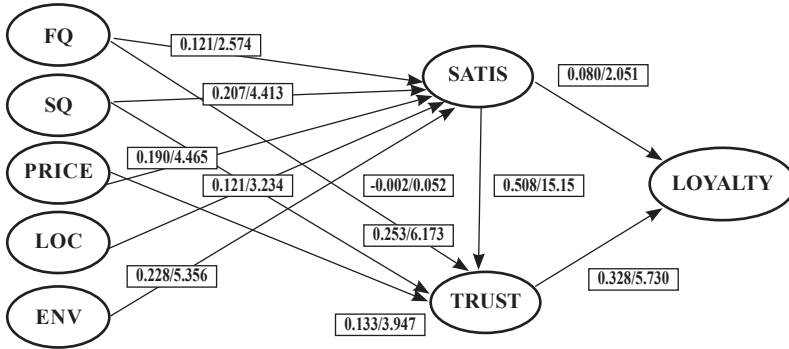 FQ
0.121/2.574
SATIS
0.080/2.051
SQ
0.207/4.413
0.190/4.465
PRICE
0.121/3.234
-0.002/0.052
0.508/15.15
LOYALTY
LOC
0.253/6.173
0.228/5.356
0.328/5.730
TRUST
ENV
0.133/3.947